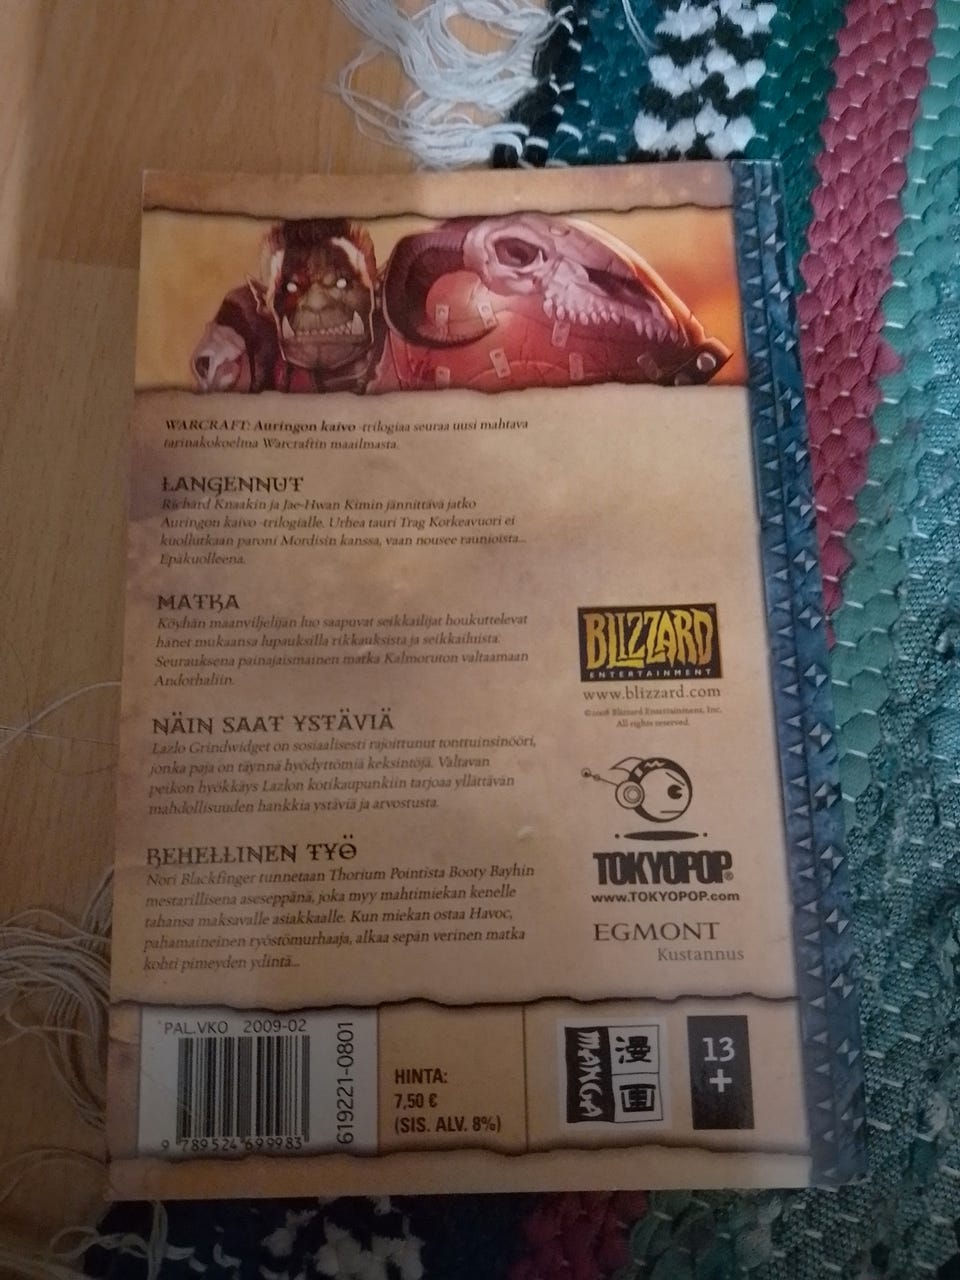 WARCRAFT: Auringon kaivo -trilogiaa seuraa uusi mahtava
tarinakokoelma Warcraftin maailmasta.
LANGENNUT
Richard Knaakin ja Jae-Hwan Kimin jännittävä jatko
Auringon kaivo -trilogialle. Urhea tauri Trag Korkeavuori ei
kuollutkaan paroni Mordisin kanssa, vaan nousee raunioista...
Epäkuolleena.
MATKA
Köyhän maanviljelijän luo saapuvat seikkailijat houkuttelevat
hänet mukaansa lupauksilla rikkauksista ja seikkailuista.
Seurauksena painajaismainen matka Kalmoruton valtaamaan
Andorhaliin.
NÄIN SAAT YSTÄVIÄ
Lazlo Grindwidget on sosiaalisesti rajoittunut tonttuinsinööri,
jonka paja on täynnä hyödyttömiä keksintöjä. Valtavan
peikon hyökkäys Lazlon kotikaupunkiin tarjoaa yllättävän
mahdollisuuden hankkia ystäviä ja arvostusta.
REHELLINEN TYÖ
Nori Blackfinger tunnetaan Thorium Pointista Booty Bayhin
mestarillisena aseseppänä, joka myy mahtimiekan kenelle
tahansa maksavalle asiakkaalle. Kun miekan ostaa Havoc,
pahamaineinen ryöstömurhaaja, alkaa sepän verinen matka
kohti pimeyden ydintä...
BLIZZARD
ENTERTAINMENT
www.blizzard.com
©2008 Blizzard Entertainment, Inc.
All rights reserved.
TOKYOPOP®
www.TOKYOPOP.com
EGMONT
Kustannus
PAL.VKO 2009-02
9 789524 699983
619221-0801
HINTA:
7,50 €
(SIS. ALV. 8%)
MANGA
漫画
13
+